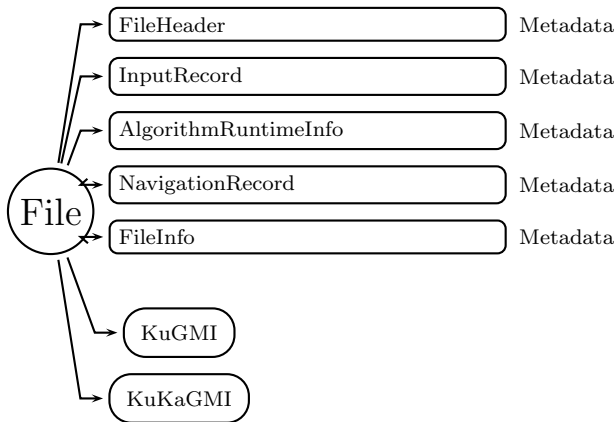 FileHeader Metadata
InputRecord Metadata
AlgorithmRuntimeInfo Metadata
NavigationRecord Metadata
File
FileInfo Metadata
KuGMI
KuKaGMI